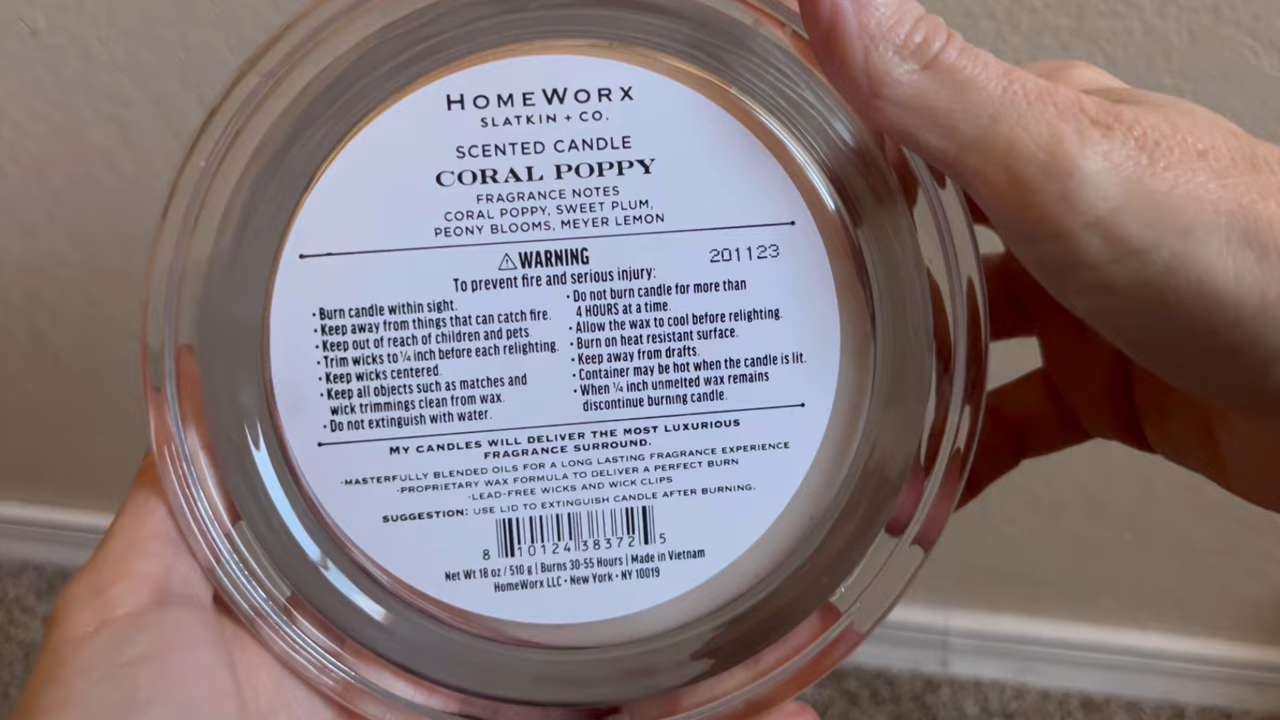 HOMEWORX
SLATKIN + CO.
SCENTED CANDLE
CORAL POPPY
FRAGRANCE NOTES
CORAL POPPY, SWEET PLUM,
PEONY BLOOMS, MEYER LEMON
⚠WARNING
201123
To prevent fire and serious injury:
• Burn candle within sight.
• Keep away from things that can catch fire.
• Keep out of reach of children and pets.
• Trim wicks to ¼ inch before each relighting.
• Keep wicks centered.
• Keep all objects such as matches and
wick trimmings clean from wax.
• Do not extinguish with water.
• Do not burn candle for more than
4 HOURS at a time.
• Allow the wax to cool before relighting.
• Burn on heat resistant surface.
• Keep away from drafts.
• Container may be hot when the candle is lit.
• When ¼ inch unmelted wax remains
discontinue burning candle.
MY CANDLES WILL DELIVER THE MOST LUXURIOUS
FRAGRANCE SURROUND.
·MASTERFULLY BLENDED OILS FOR A LONG LASTING FRAGRANCE EXPERIENCE
·PROPRIETARY WAX FORMULA TO DELIVER A PERFECT BURN
·LEAD-FREE WICKS AND WICK CLIPS
SUGGESTION: USE LID TO EXTINGUISH CANDLE AFTER BURNING.
8 10124 38372 5
Net Wt 18 oz / 510 g | Burns 30-55 Hours | Made in Vietnam
HomeWorx LLC • New York • NY 10019